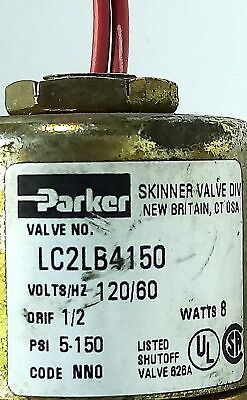 Parker SKINNER VALVE DIV
NEW BRITAIN, CT USA
VALVE NO.
LC2LB4150
VOLTS/HZ 120/60
ORIF 1/2 WATTS 8
PSI 5-150 LISTED
SHUTOFF
CODE NNO VALVE 626A
UL SA